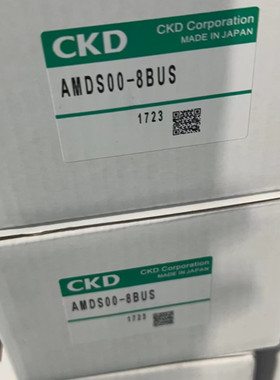 CKD
CKD Corporation
MADE IN JAPAN
AMDS00-8BUS
1723
CKD
CKD Corporation
MADE IN JAPAN
AMDS00-8BUS
1723